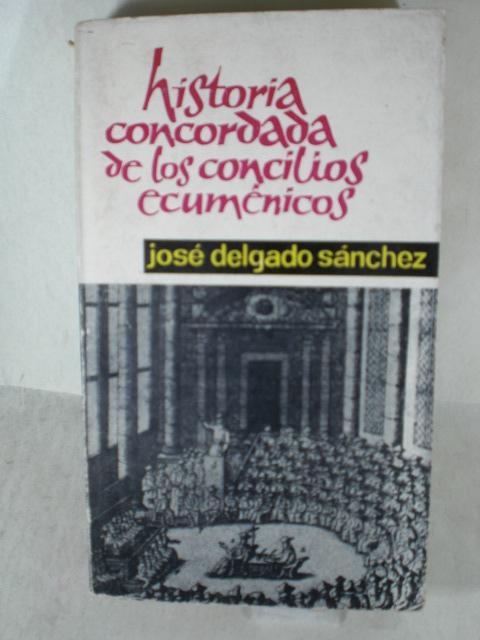 historia
concordada
de los concilios
ecuménicos
josé delgado sánchez